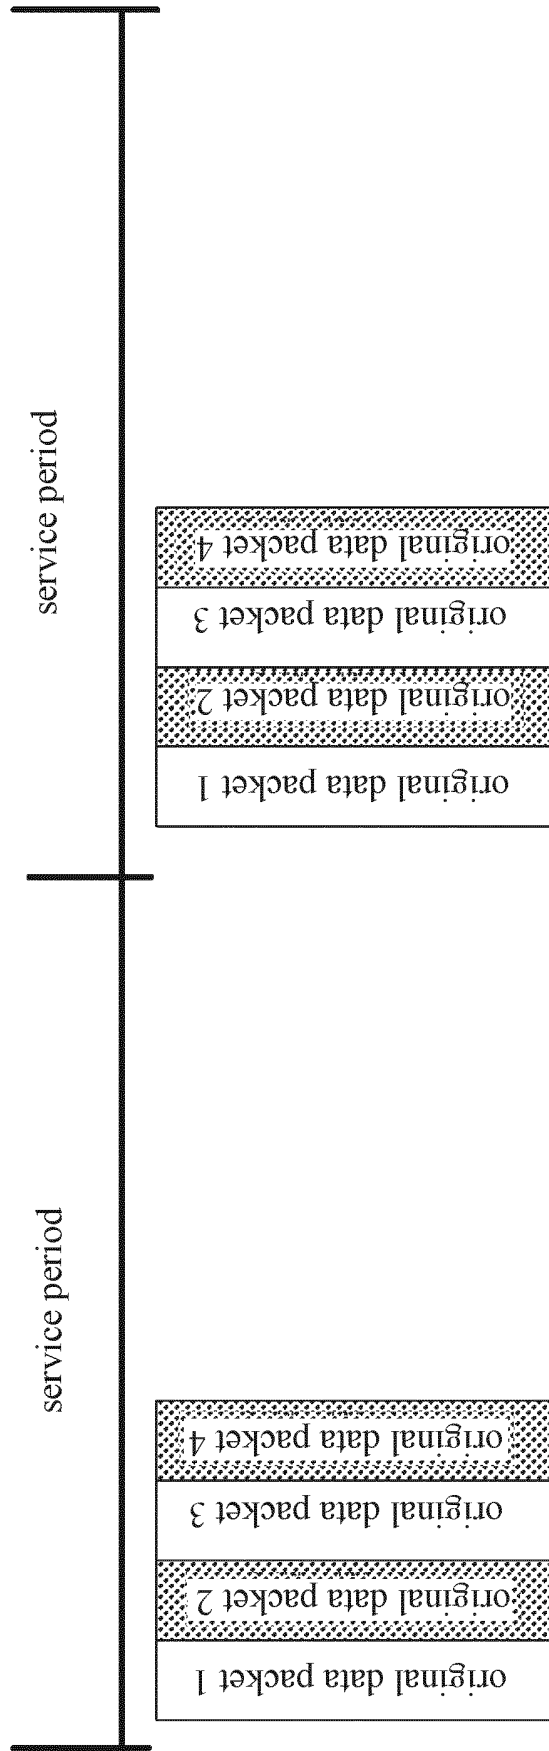 service period
original data packet 1
original data packet 2
original data packet 3
original data packet 4
service period
original data packet 1
original data packet 2
original data packet 3
original data packet 4